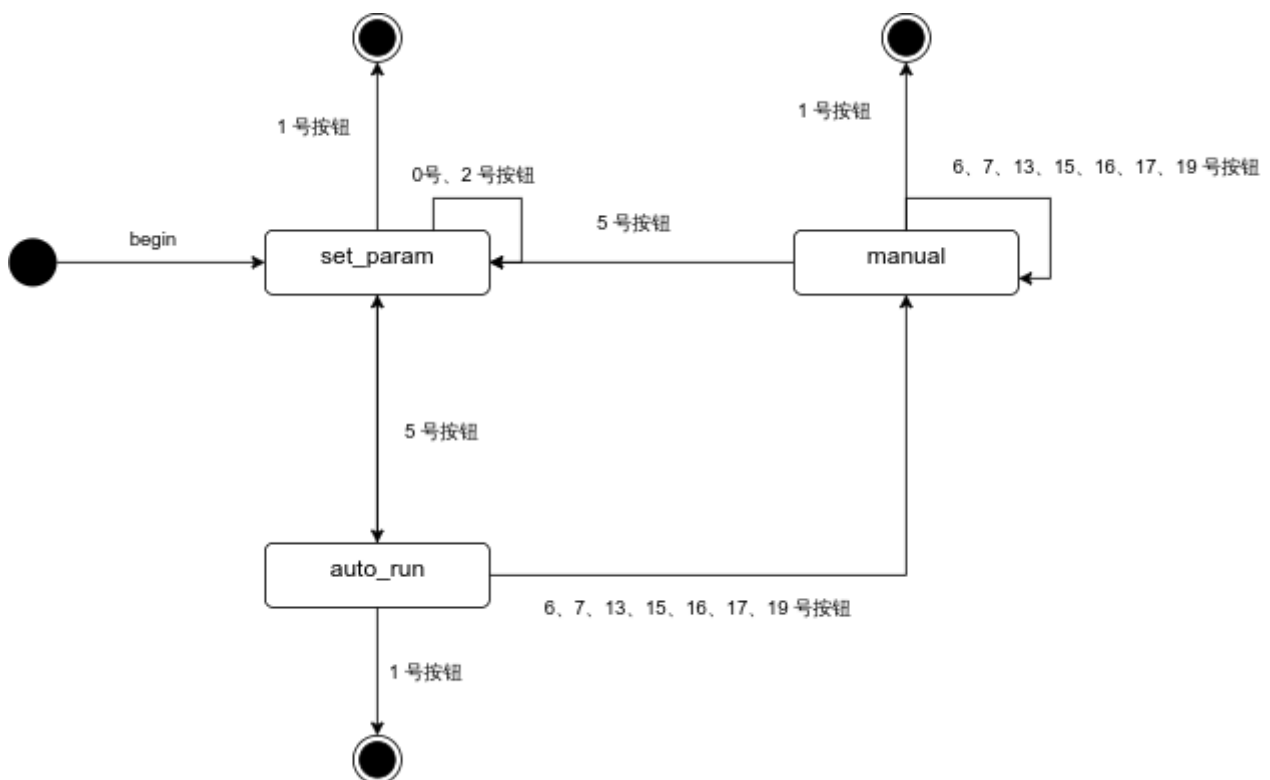 1 号按钮
1 号按钮
0号、2 号按钮
6、7、13、15、16、17、19 号按钮
begin
5 号按钮
set_param
manual
5 号按钮
auto_run
6、7、13、15、16、17、19 号按钮
1 号按钮